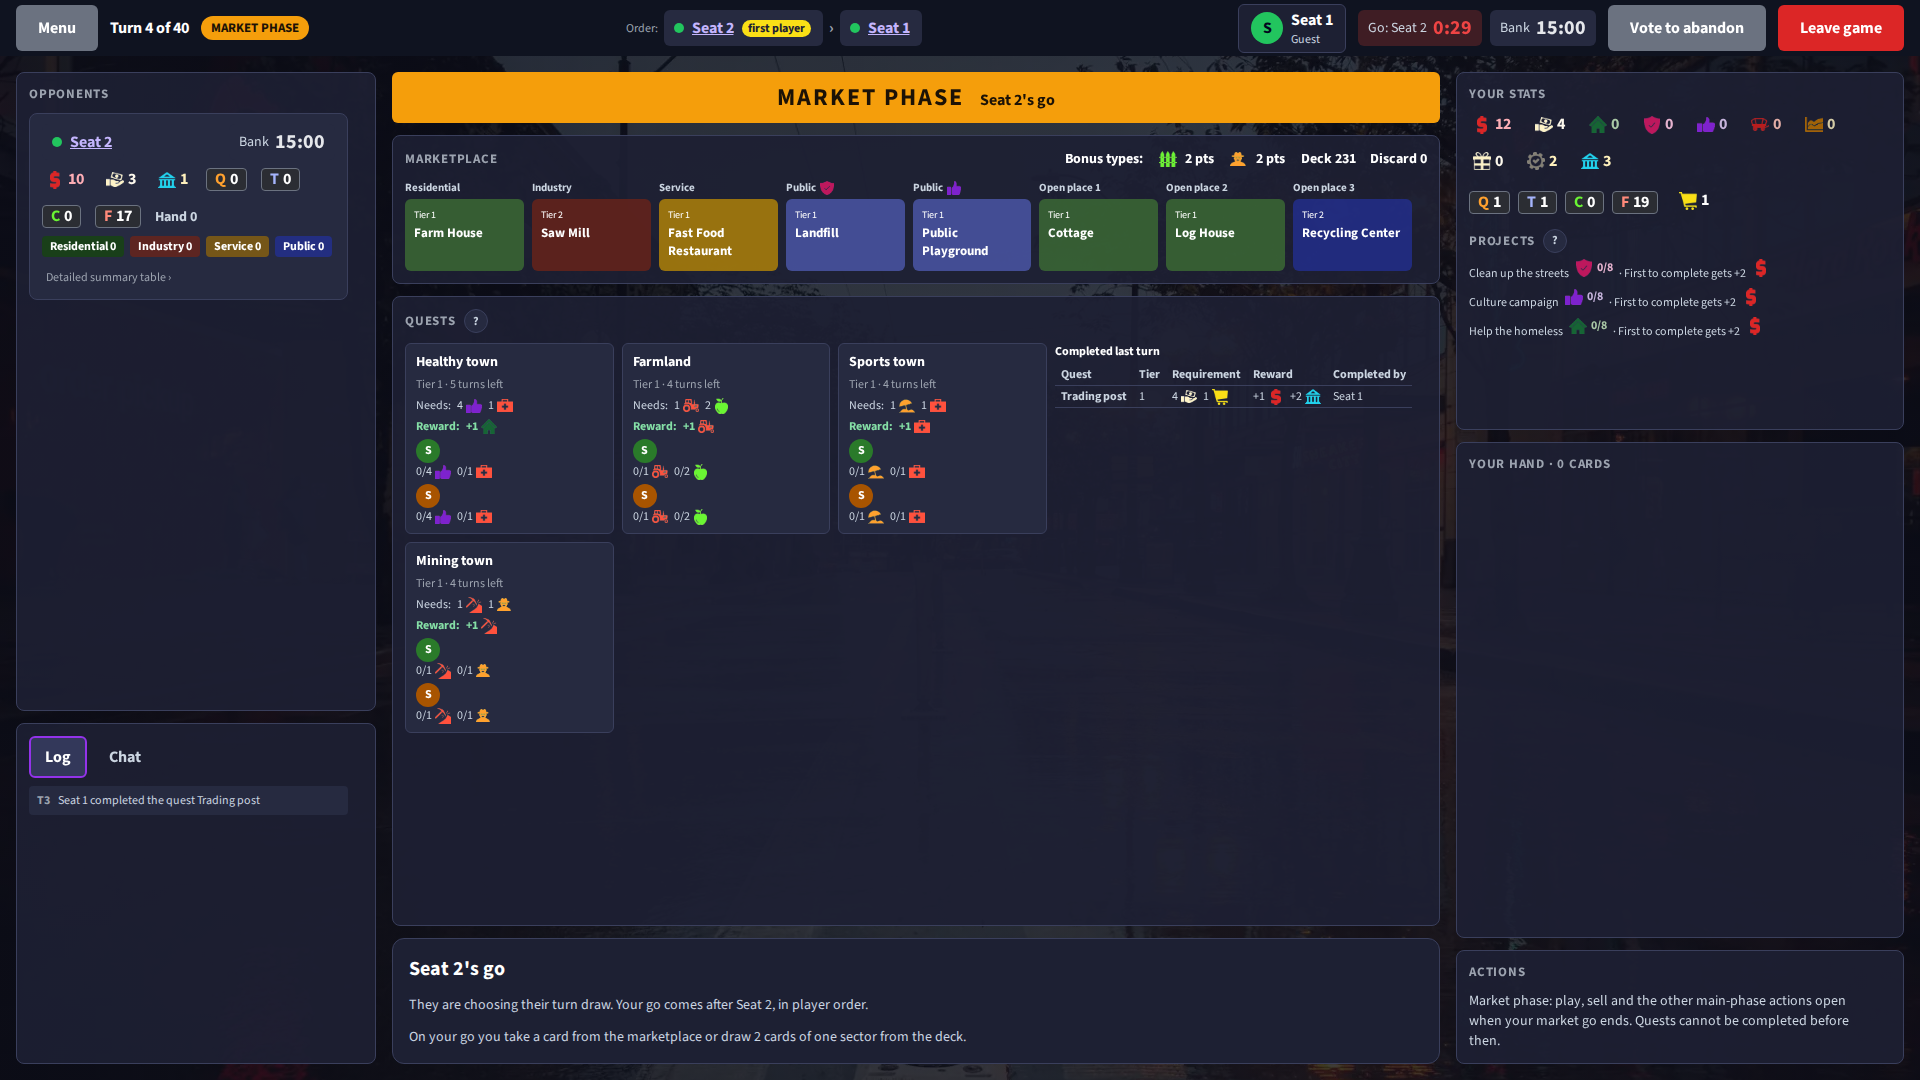 Menu
Turn 4 of 40
MARKET PHASE
Order:
Seat 2
first player
›
Seat 1
S
Seat 1
Guest
Go: Seat 2 0:29
Bank 15:00
Vote to abandon
Leave game
OPPONENTS
Seat 2
Bank 15:00
10
3
1
Q 0
T 0
C 0
F 17
Hand 0
Residential 0
Industry 0
Service 0
Public 0
Detailed summary table ›
Log
Chat
T3 Seat 1 completed the quest Trading post
MARKET PHASE Seat 2's go
MARKETPLACE
Bonus types: 2 pts 2 pts Deck 231 Discard 0
Residential
Tier 1
Farm House
Industry
Tier 2
Saw Mill
Service
Tier 1
Fast Food
Restaurant
Public
Tier 1
Landfill
Public
Tier 1
Public
Playground
Open place 1
Tier 1
Cottage
Open place 2
Tier 1
Log House
Open place 3
Tier 2
Recycling Center
QUESTS ?
Healthy town
Tier 1 · 5 turns left
Needs: 4 1
Reward: +1
S
0/4 0/1
S
0/4 0/1
Farmland
Tier 1 · 4 turns left
Needs: 1 2
Reward: +1
S
0/1 0/2
S
0/1 0/2
Sports town
Tier 1 · 4 turns left
Needs: 1 1
Reward: +1
S
0/1 0/1
S
0/1 0/1
Completed last turn
Quest Tier Requirement Reward Completed by
Trading post 1 4 1 +1 +2 Seat 1
Mining town
Tier 1 · 4 turns left
Needs: 1 1
Reward: +1
S
0/1 0/1
S
0/1 0/1
Seat 2's go
They are choosing their turn draw. Your go comes after Seat 2, in player order.
On your go you take a card from the marketplace or draw 2 cards of one sector from the deck.
YOUR STATS
12 4 0 0 0 0 0
0 2 3
Q 1
T 1
C 0
F 19
1
PROJECTS ?
Clean up the streets 0/8 · First to complete gets +2
Culture campaign 0/8 · First to complete gets +2
Help the homeless 0/8 · First to complete gets +2
YOUR HAND · 0 CARDS
ACTIONS
Market phase: play, sell and the other main-phase actions open
when your market go ends. Quests cannot be completed before
then.